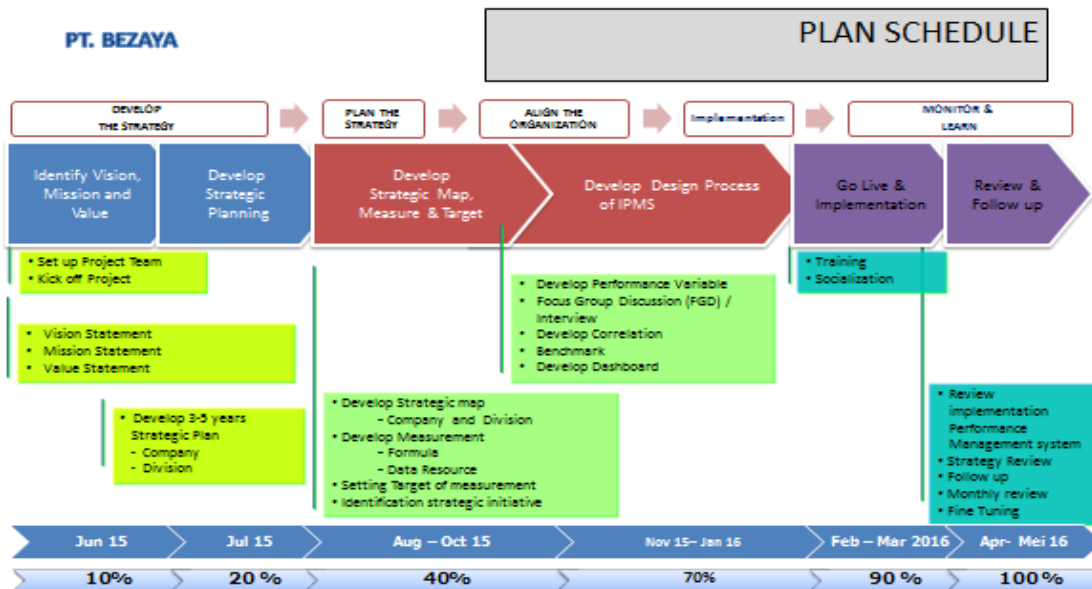 PT. BEZAYA
PLAN SCHEDULE
DEVELOP
THE STRATEGY
PLAN THE
STRATEGY
ALIGN THE
ORGANIZATION
Implementation
MONITOR &
LEARN
Identify Vision,
Mission and
Value
Develop
Strategic
Planning
Develop
Strategic Map,
Measure & Target
Develop Design Process
of IPMS
Go Live &
Implementation
Review &
Follow up
• Set up Project Team
• Kick off Project
• Vision Statement
• Mission Statement
• Value Statement
• Develop 3-5 years
Strategic Plan
- Company
- Division
• Develop Strategic map
– Company and Division
• Develop Measurement
– Formula
– Data Resource
• Setting Target of measurement
• Identification strategic initiative
• Develop Performance Variable
• Focus Group Discussion (FGD) /
Interview
• Develop Correlation
• Benchmark
• Develop Dashboard
• Training
• Socialization
• Review
implementation
Performance
Management system
• Strategy Review
• Follow up
• Monthly review
• Fine Tuning
Jun 15
Jul 15
Aug – Oct 15
Nov 15– Jan 16
Feb – Mar 2016
Apr- Mei 16
10%
20 %
40%
70%
90 %
100 %